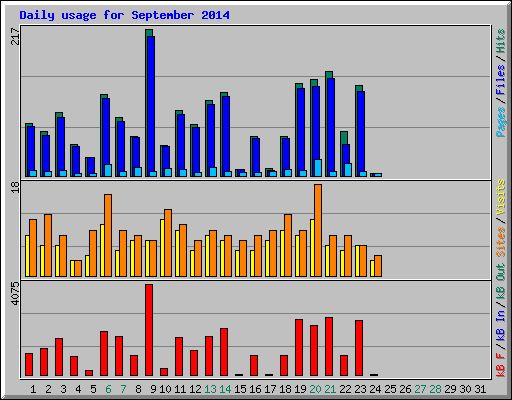 Daily usage for September 2014
217
Pages / Files / Hits
18
Sites / Visits
4075
kB F / kB In / kB Out
1 2 3 4 5 6 7 8 9 10 11 12 13 14 15 16 17 18 19 20 21 22 23 24 25 26 27 28 29 30 31